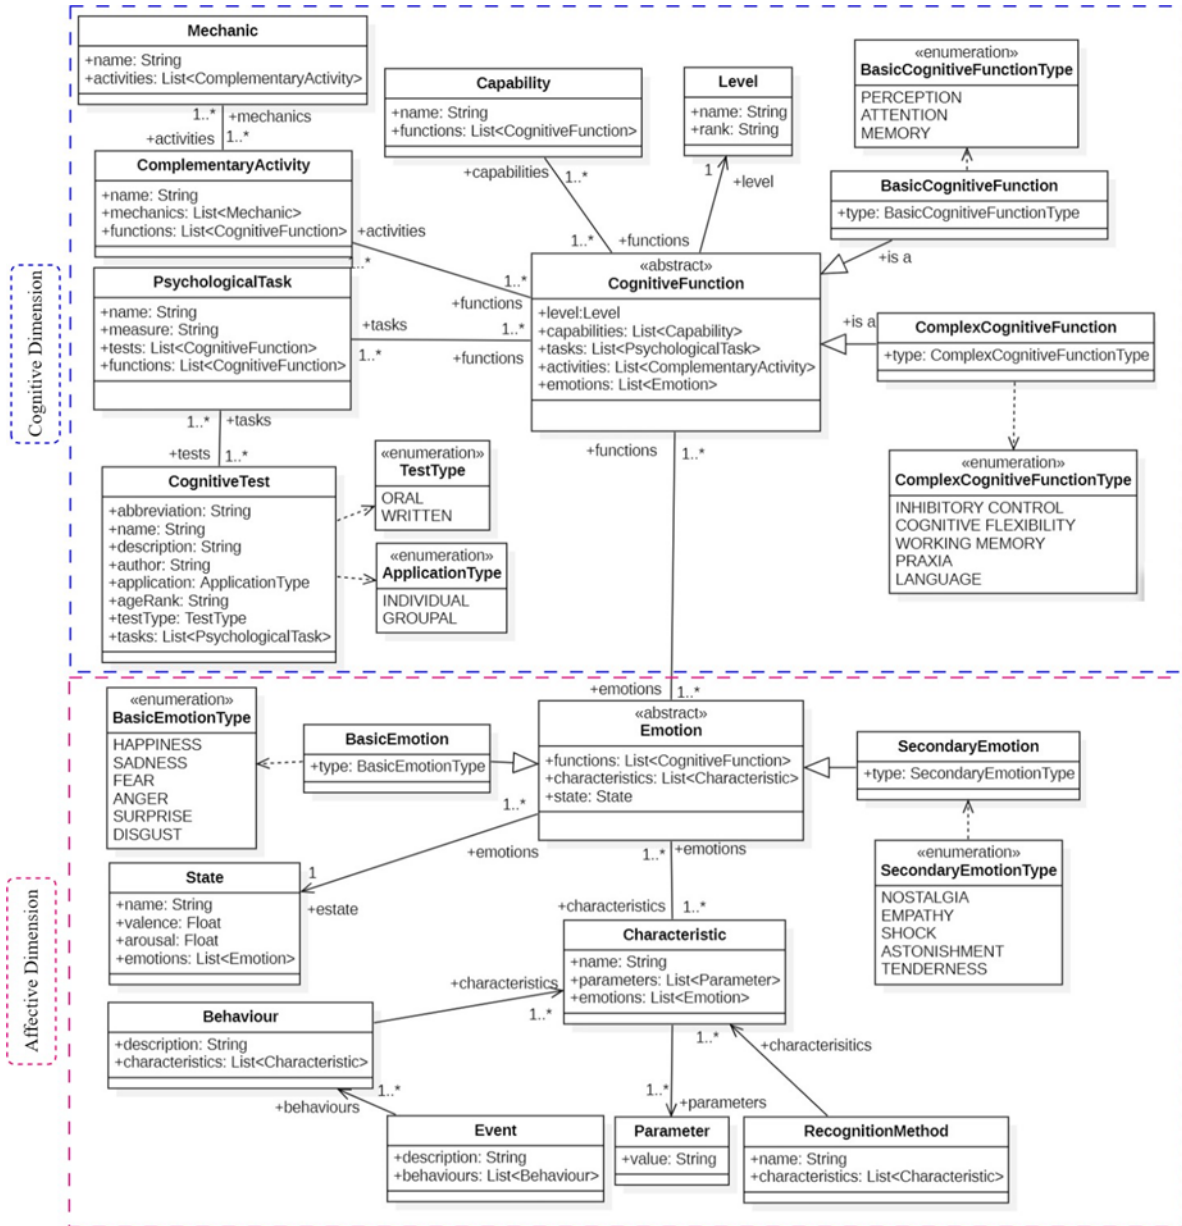 Cognitive Dimension
Mechanic
+name: String
+activities: List<ComplementaryActivity>
1..*
+mechanics
+activities
1..*
ComplementaryActivity
+name: String
+mechanics: List<Mechanic>
+functions: List<CognitiveFunction>
+activities
1..*
1..*
+functions
PsychologicalTask
+name: String
+measure: String
+tests: List<CognitiveFunction>
+functions: List<CognitiveFunction>
+tasks
1..*
1..*
+functions
1..*
+tasks
+tests
1..*
CognitiveTest
+abbreviation: String
+name: String
+description: String
+author: String
+application: ApplicationType
+ageRank: String
+testType: TestType
+tasks: List<PsychologicalTask>
«enumeration»
TestType
ORAL
WRITTEN
«enumeration»
ApplicationType
INDIVIDUAL
GROUPAL
Capability
+name: String
+functions: List<CognitiveFunction>
+capabilities
1..*
1..*
+functions
Level
+name: String
+rank: String
1
+level
«abstract»
CognitiveFunction
+level:Level
+capabilities: List<Capability>
+tasks: List<PsychologicalTask>
+activities: List<ComplementaryActivity>
+emotions: List<Emotion>
+functions
1..*
«enumeration»
BasicCognitiveFunctionType
PERCEPTION
ATTENTION
MEMORY
BasicCognitiveFunction
+type: BasicCognitiveFunctionType
+is a
+is a
ComplexCognitiveFunction
+type: ComplexCognitiveFunctionType
«enumeration»
ComplexCognitiveFunctionType
INHIBITORY CONTROL
COGNITIVE FLEXIBILITY
WORKING MEMORY
PRAXIA
LANGUAGE
Affective Dimension
+emotions
1..*
«enumeration»
BasicEmotionType
HAPPINESS
SADNESS
FEAR
ANGER
SURPRISE
DISGUST
BasicEmotion
+type: BasicEmotionType
«abstract»
Emotion
+functions: List<CognitiveFunction>
+characteristics: List<Characteristic>
+state: State
SecondaryEmotion
+type: SecondaryEmotionType
«enumeration»
SecondaryEmotionType
NOSTALGIA
EMPATHY
SHOCK
ASTONISHMENT
TENDERNESS
1..*
+emotions
1
+estate
State
+name: String
+valence: Float
+arousal: Float
+emotions: List<Emotion>
1..*
+emotions
+characteristics
1..*
Characteristic
+name: String
+parameters: List<Parameter>
+emotions: List<Emotion>
+characteristics
1..*
Behaviour
+description: String
+characteristics: List<Characteristic>
1..*
+behaviours
Event
+description: String
+behaviours: List<Behaviour>
1..*
+characterisitics
1..*
+parameters
Parameter
+value: String
RecognitionMethod
+name: String
+characteristics: List<Characteristic>